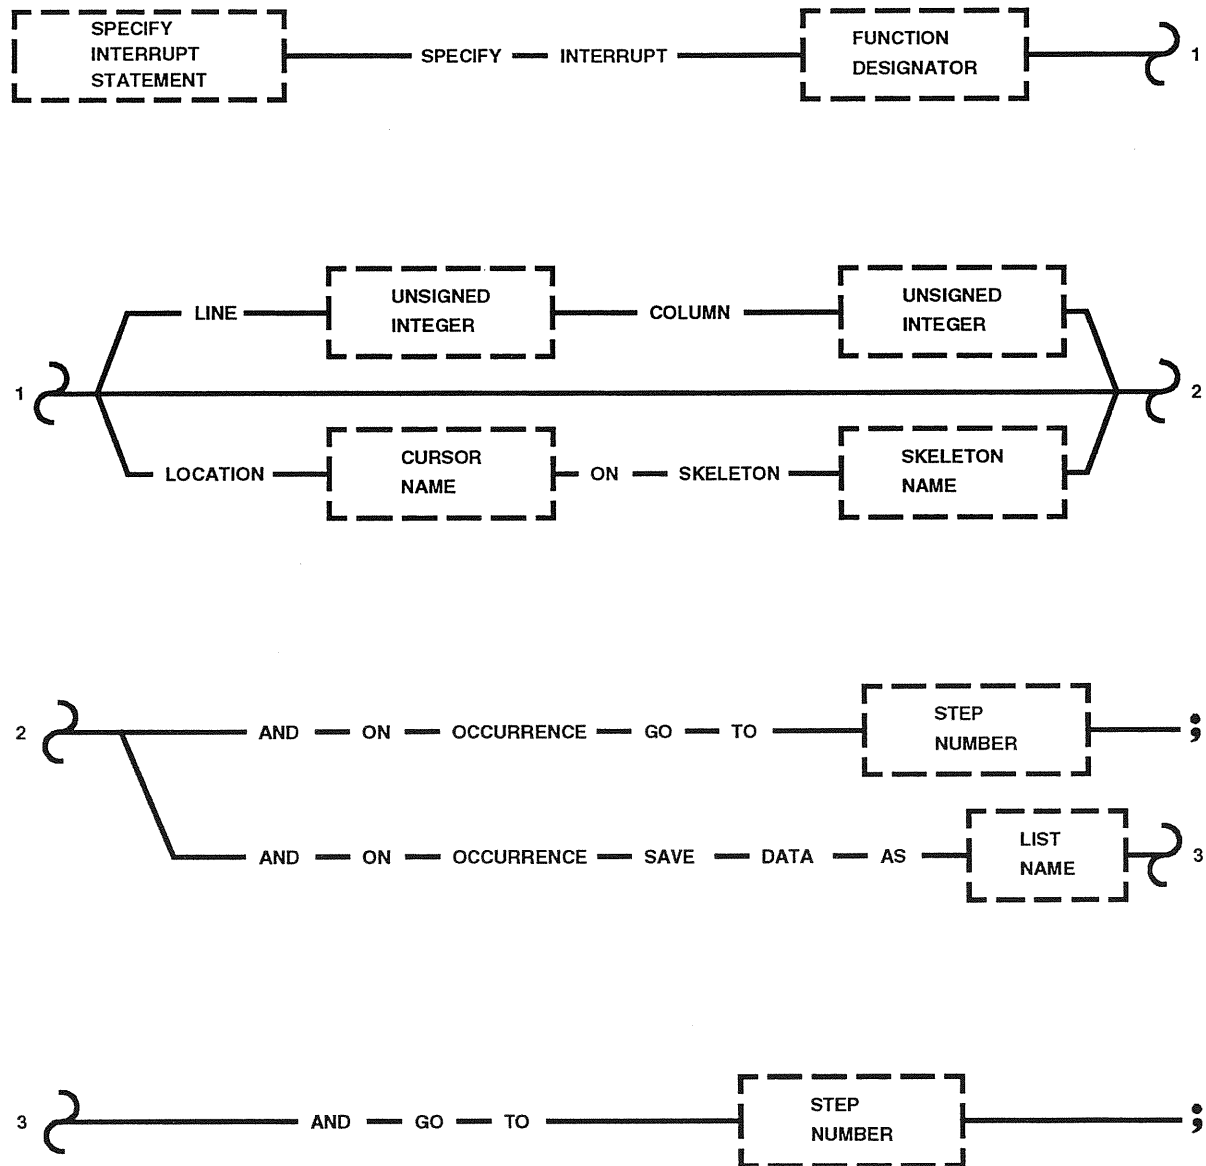 SPECIFY
INTERRUPT
STATEMENT
SPECIFY INTERRUPT
FUNCTION
DESIGNATOR
1
LINE
UNSIGNED
INTEGER
COLUMN
UNSIGNED
INTEGER
1
2
LOCATION
CURSOR
NAME
ON SKELETON
SKELETON
NAME
2
AND ON OCCURRENCE GO TO
STEP
NUMBER
;
AND ON OCCURRENCE SAVE DATA AS
LIST
NAME
3
3
AND GO TO
STEP
NUMBER
;